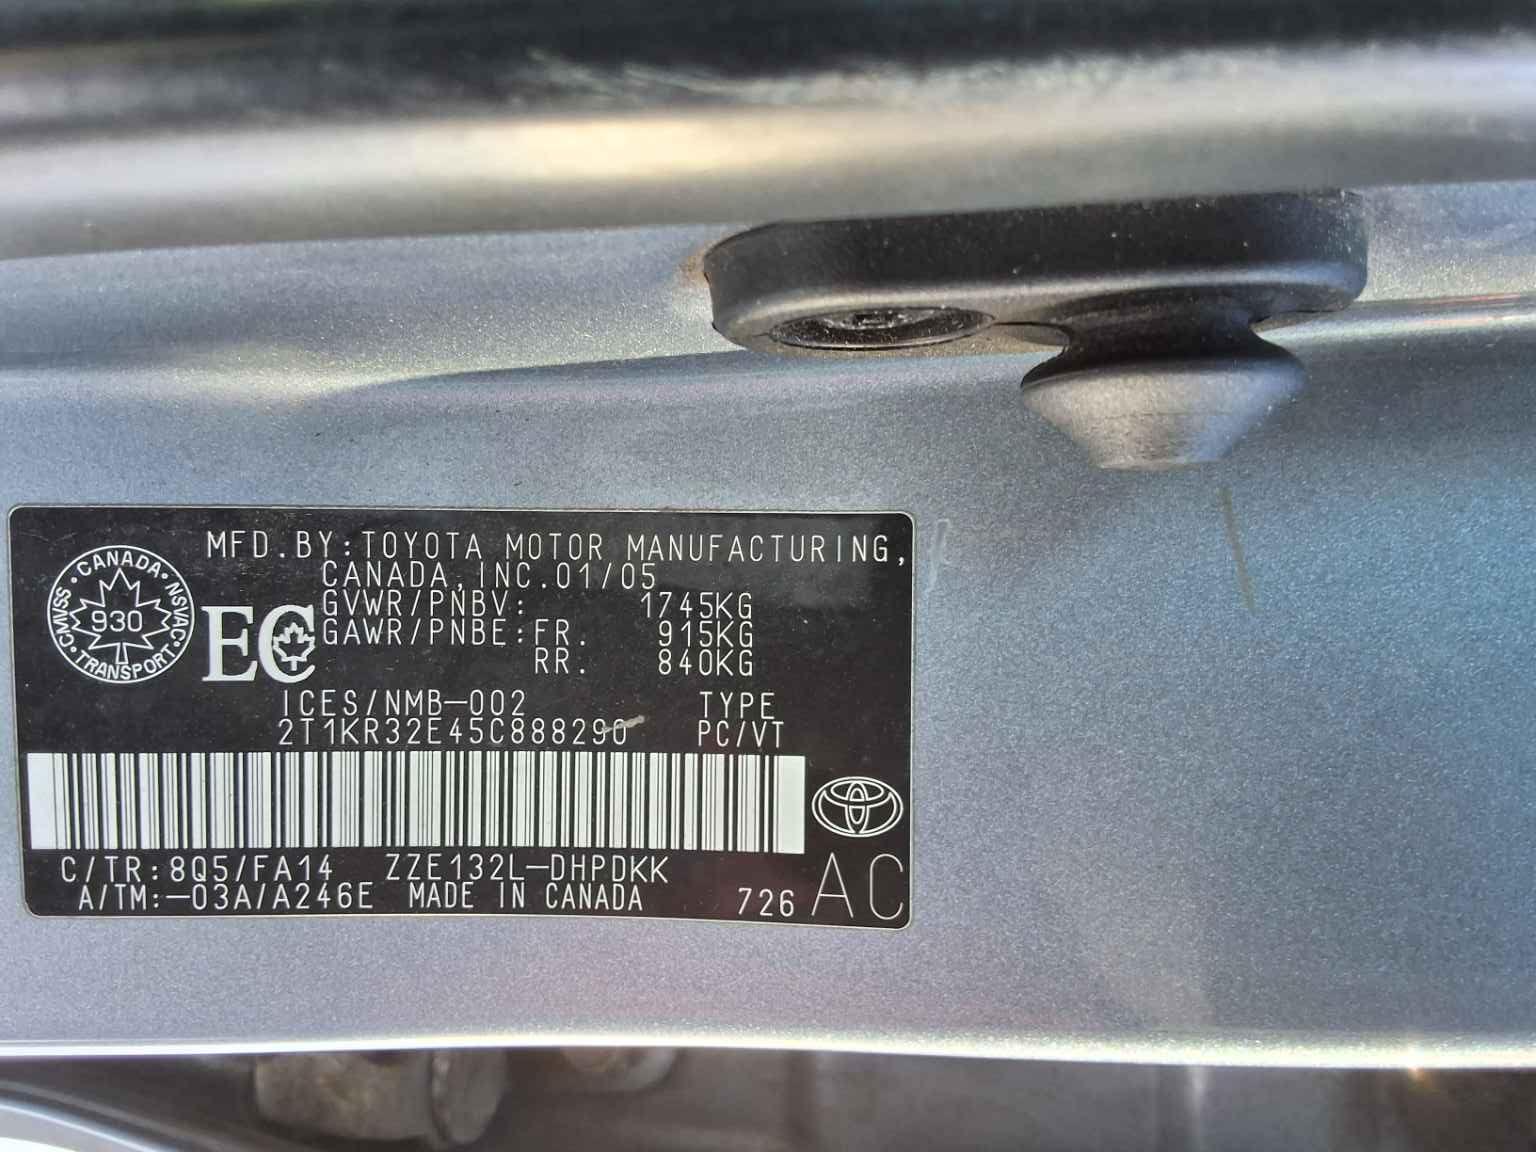 MFD.BY:TOYOTA MOTOR MANUFACTURING,
CANADA, INC.01/05
GVWR/PNBV: 1745KG
GAWR/PNBE:FR. 915KG
RR. 840KG
CANADA
930
TRANSPORT
CMVSS
NSVAC
EC
ICES/NMB-002 TYPE
2T1KR32E45C888290 PC/VT
C/TR:8Q5/FA14 ZZE132L-DHPDKK
A/TM:-03A/A246E MADE IN CANADA
726 AC